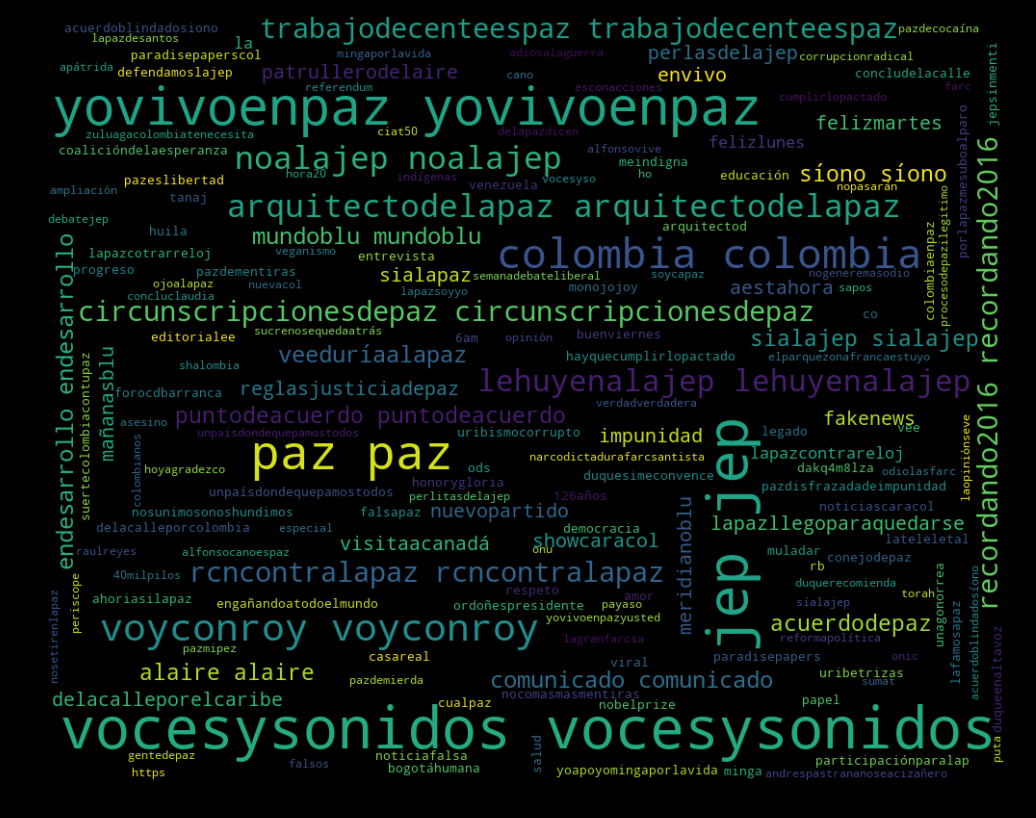 acuerdoblindadosiono
trabajodecenteespaz trabajodecenteespaz
pazdecocaína
lapazdesantos
la
paradisepaperscol
mingaporlavida
adiosalaguerra
perlasdelajep
corrupcionradical
apátrida
defendamoslajep
patrullerodelaire
cano
envivo
concludelacalle
jepsinmenti
referendum
esconacciones
farc
yovivoenpaz yovivoenpaz
cumplirlopactado
zuluagacolombiatenecesita
ciat50
delapazdicen
felizmartes
coalicióndelaesperanza
noalajep noalajep
alfonsovive
felizlunes
meindigna
porlapazmesuboalparo
recordando2016 recordando2016
hora20
indígenas
vocesyso
ho
educación
síono síono
pazeslibertad
venezuela
nopasarán
ampliación
tanaj
arquitectodelapaz arquitectodelapaz
procesodepazilegitimo
debatejep
arquitectod
colombiaenpaz
huila
mundoblu mundoblu
colombia colombia
endesarrollo endesarrollo
lapazcotrarreloj
veganismo
entrevista
progreso
pazdementiras
sialapaz
semanadebateliberal
soycapaz
nogeneremasodio
ojoalapaz
nuevacol
lapazsoyyo
monojojoy
aestahora
sapos
concluclaudia
circunscripcionesdepaz circunscripcionesdepaz
co
sucrenosequedaatrás
editorialee
6am
opinión
buenviernes
sialajep sialajep
shalombia
veeduríaalapaz
hayquecumplirlopactado
elparquezonafrancaestuyo
mañanasblu
suertecolombiacontupaz
forocdbarranca
reglasjusticiadepaz
lehuyenalajep lehuyenalajep
verdadverdadera
asesino
puntodeacuerdo puntodeacuerdo
fakenews
vee
unpaisdondequepamostodos
uribismocorrupto
impunidad
legado
laopiniónseve
colombianos
paz paz
jep jep
narcodictadurafarcsantista
lapazcontrareloj
hoyagradezco
ods
duquesimeconvence
dakq4m8lza
odiolasfarc
honorygloria
pazdisfrazadadeimpunidad
unpaísdondequepamostodos
perlitasdelajep
126años
nosunimosonoshundimos
falsapaz
nuevopartido
meridianoblu
noticiascaracol
delacalleporcolombia
especial
democracia
lapazllegoparaquedarse
raulreyes
alfonsocanoespaz
visitaacanadá
onu
showcaracol
lateleletal
muladar
conejodepaz
40milpilos
rcncontralapaz rcncontralapaz
rb
duquerecomienda
periscope
respeto
amor
torah
unagonorrea
acuerdoblindadosíono
nosetirenlapaz
ahoriasilapaz
engañandoatodoelmundo
ordoñespresidente
payaso
síalajep
lafamosapaz
yovivoenpazyusted
voyconroy voyconroy
acuerdodepaz
lagranfarcsa
reformapolítica
pazmipez
casareal
viral
paradisepapers
onic
duqueenaltavoz
alaire alaire
pazdemierda
comunicado comunicado
uribetrizas
sumat
delacalleporelcaribe
cualpaz
nocomasmasmentiras
nobelprize
papel
vocesysonidos vocesysonidos
puta
gentedepaz
noticiafalsa
salud
participaciónparalap
https
falsos
bogotáhumana
yoapoyomingaporlavida
minga
andrespastrananoseacizañero